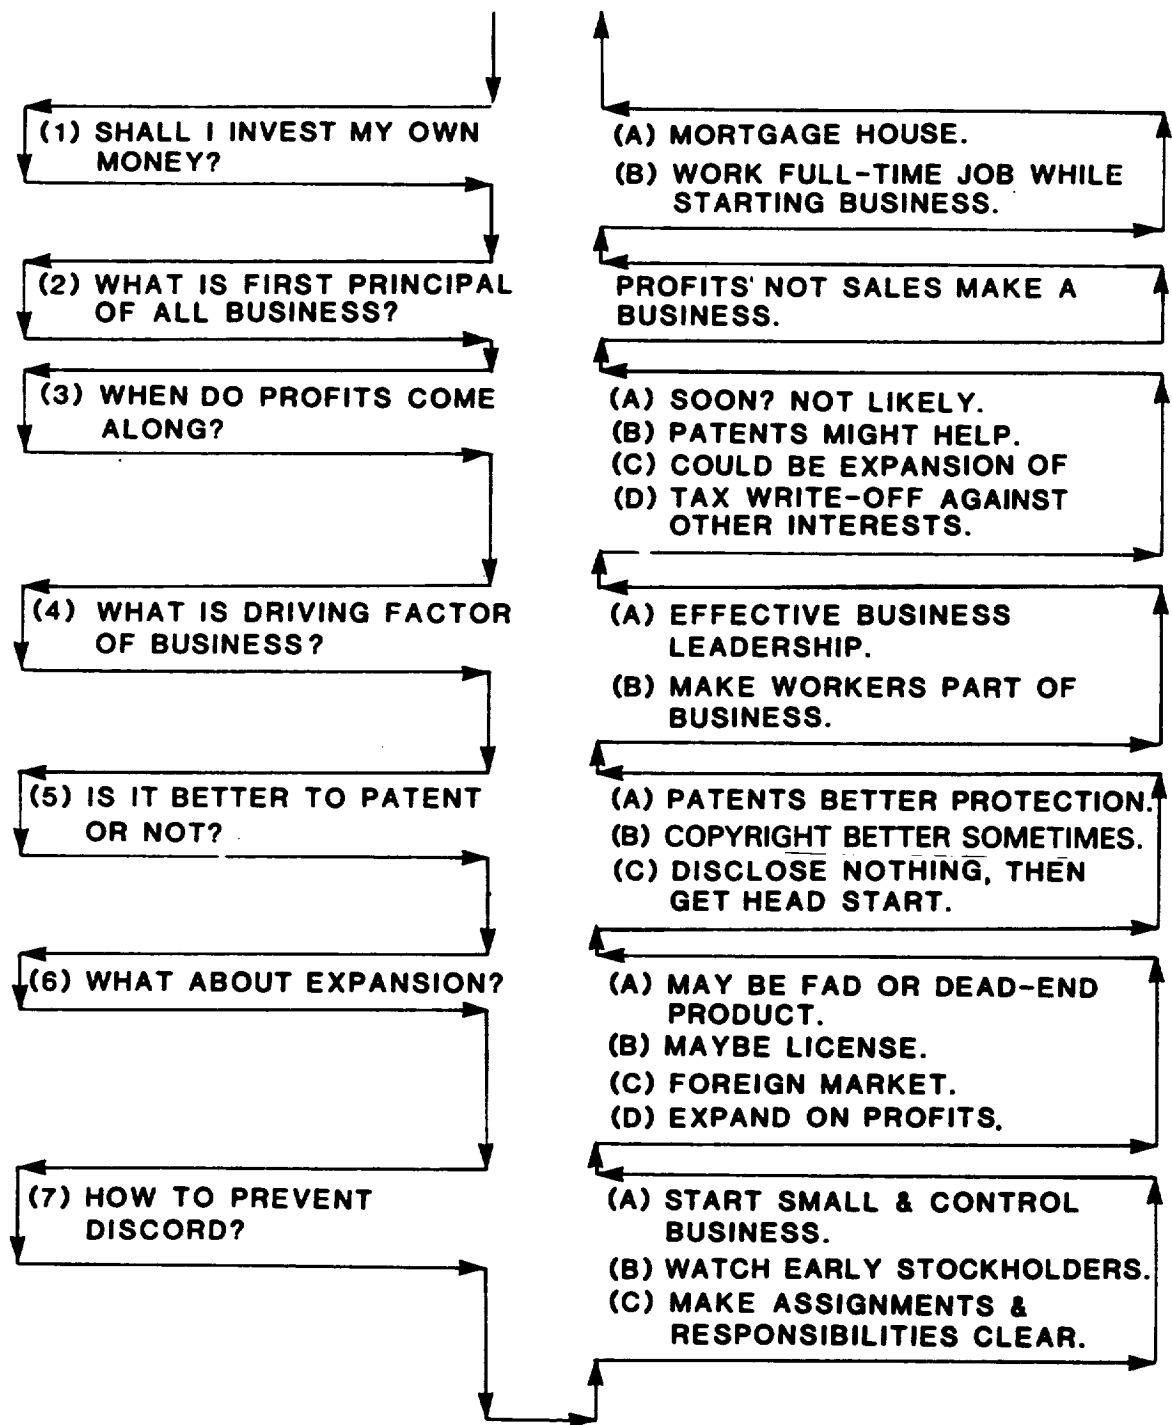 (1) SHALL I INVEST MY OWN
MONEY?
(2) WHAT IS FIRST PRINCIPAL
OF ALL BUSINESS?
(3) WHEN DO PROFITS COME
ALONG?
(4) WHAT IS DRIVING FACTOR
OF BUSINESS?
(5) IS IT BETTER TO PATENT
OR NOT?
(6) WHAT ABOUT EXPANSION?
(7) HOW TO PREVENT
DISCORD?
(A) MORTGAGE HOUSE.
(B) WORK FULL-TIME JOB WHILE
STARTING BUSINESS.
PROFITS' NOT SALES MAKE A
BUSINESS.
(A) SOON? NOT LIKELY.
(B) PATENTS MIGHT HELP.
(C) COULD BE EXPANSION OF
(D) TAX WRITE-OFF AGAINST
OTHER INTERESTS.
(A) EFFECTIVE BUSINESS
LEADERSHIP.
(B) MAKE WORKERS PART OF
BUSINESS.
(A) PATENTS BETTER PROTECTION.
(B) COPYRIGHT BETTER SOMETIMES.
(C) DISCLOSE NOTHING, THEN
GET HEAD START.
(A) MAY BE FAD OR DEAD-END
PRODUCT.
(B) MAYBE LICENSE.
(C) FOREIGN MARKET.
(D) EXPAND ON PROFITS.
(A) START SMALL & CONTROL
BUSINESS.
(B) WATCH EARLY STOCKHOLDERS.
(C) MAKE ASSIGNMENTS &
RESPONSIBILITIES CLEAR.